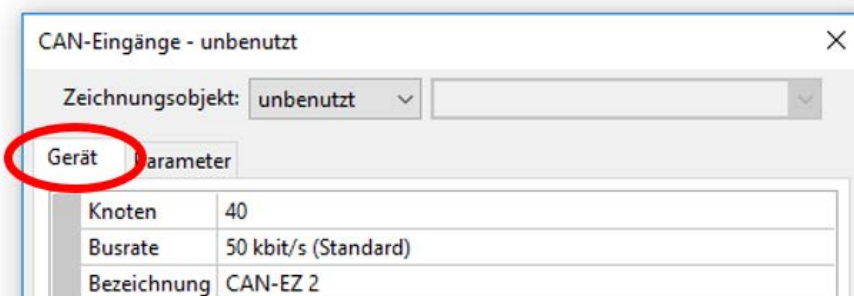 CAN-Eingänge - unbenutzt
Zeichnungsobjekt: unbenutzt
Gerät Parameter
Knoten 40
Busrate 50 kbit/s (Standard)
Bezeichnung CAN-EZ 2